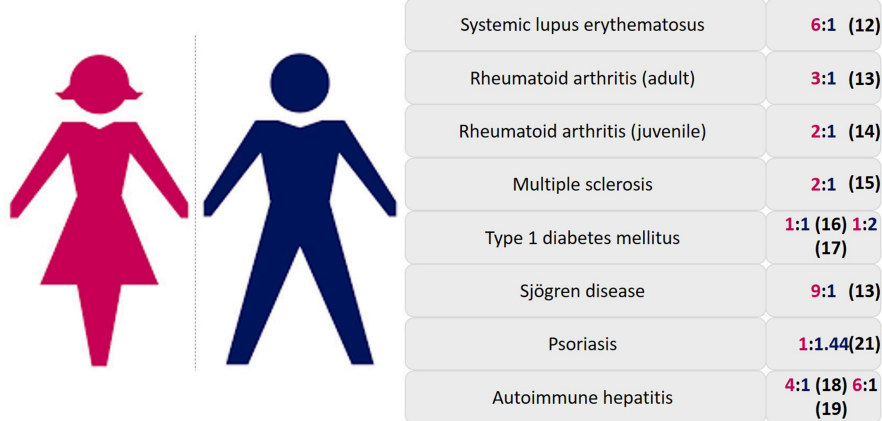 Systemic lupus erythematosus 6:1 (12)
Rheumatoid arthritis (adult) 3:1 (13)
Rheumatoid arthritis (juvenile) 2:1 (14)
Multiple sclerosis 2:1 (15)
Type 1 diabetes mellitus 1:1 (16) 1:2
(17)
Sjögren disease 9:1 (13)
Psoriasis 1:1.44(21)
Autoimmune hepatitis 4:1 (18) 6:1
(19)